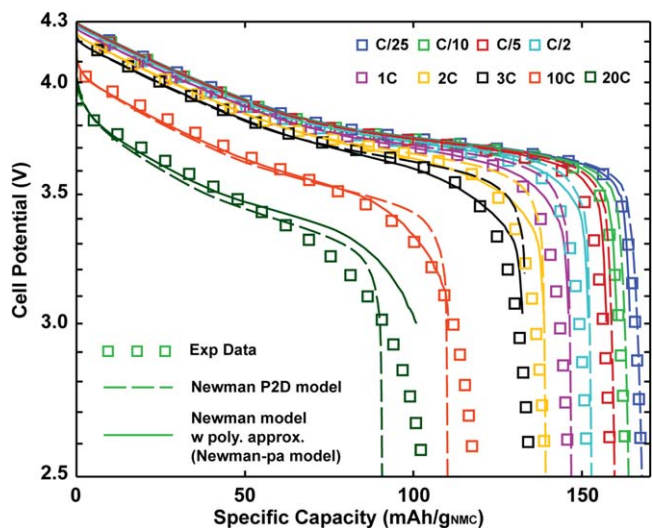 4.3
4.0
3.5
3.0
2.5
Cell Potential (V)
C/25 C/10 C/5 C/2
1C 2C 3C 10C 20C
Exp Data
Newman P2D model
Newman model
w poly. approx.
(Newman-pa model)
0 50 100 150
Specific Capacity (mAh/gNMC)